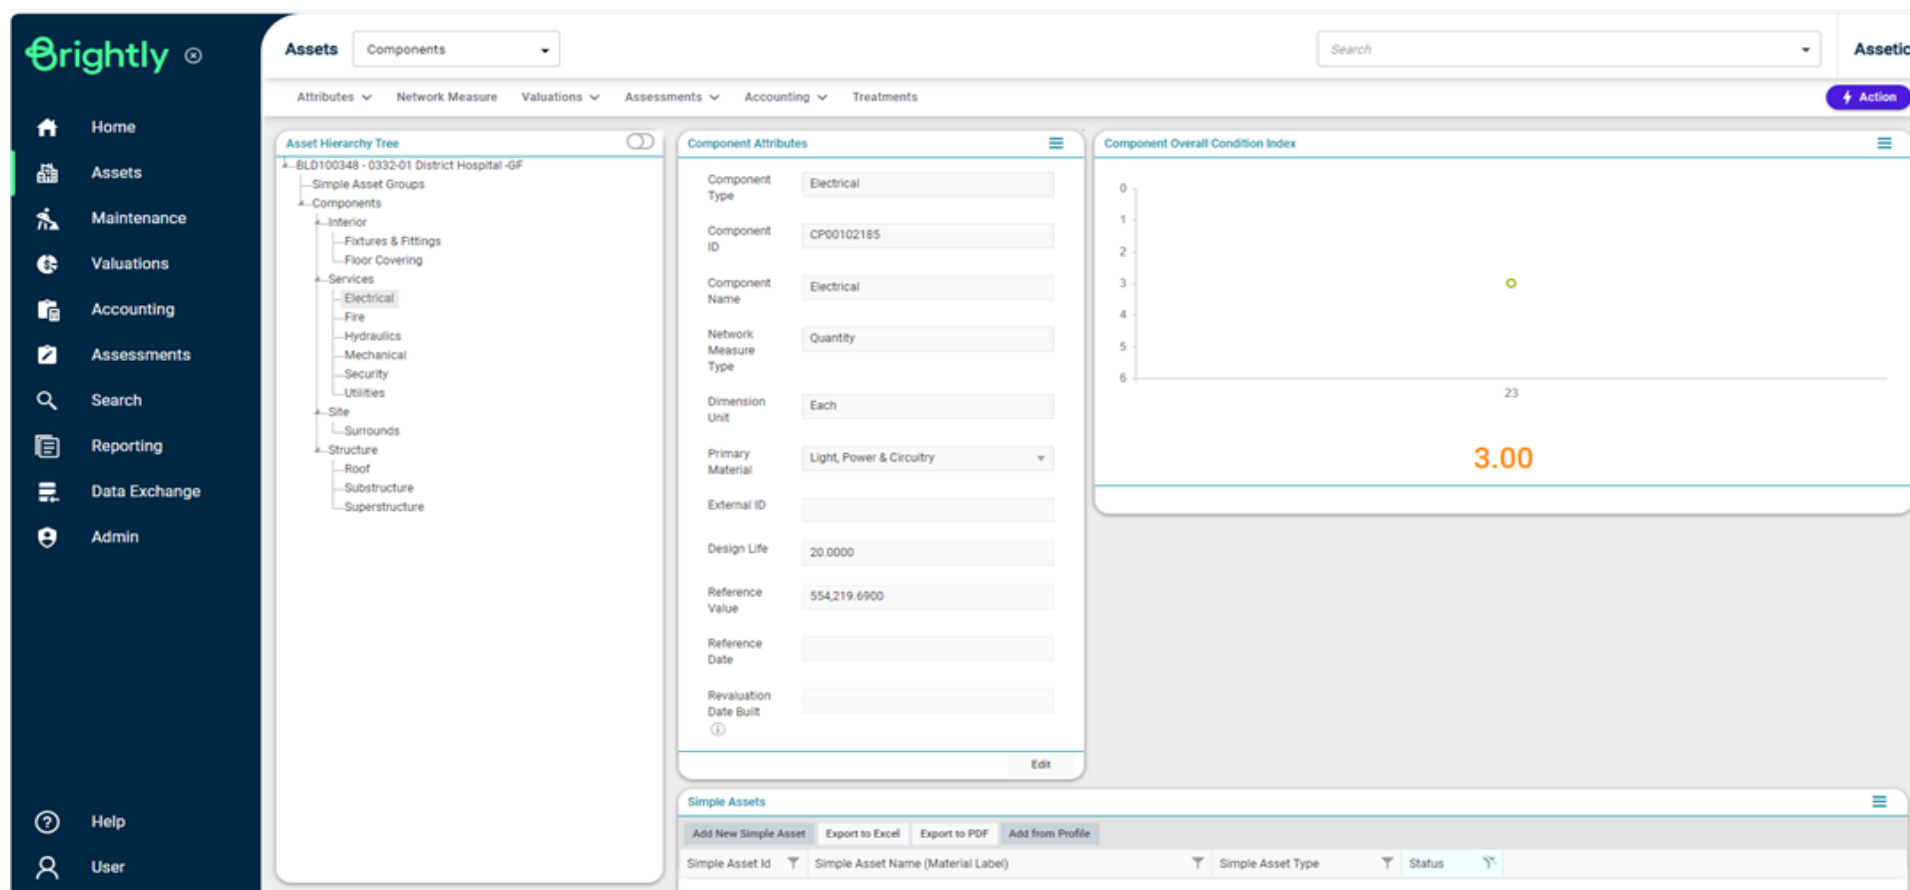 Brightly
Home
Assets
Maintenance
Valuations
Accounting
Assessments
Search
Reporting
Data Exchange
Admin
Help
User
Assets
Components
Search
Assetic
Attributes
Network Measure
Valuations
Assessments
Accounting
Treatments
Action
Asset Hierarchy Tree
BLD100348 - 0332-01 District Hospital -GF
Simple Asset Groups
Components
Interior
Fixtures & Fittings
Floor Covering
Services
Electrical
Fire
Hydraulics
Mechanical
Security
Utilities
Site
Surrounds
Structure
Roof
Substructure
Superstructure
Component Attributes
Component
Type
Electrical
Component
ID
CP00102185
Component
Name
Electrical
Network
Measure
Type
Quantity
Dimension
Unit
Each
Primary
Material
Light, Power & Circuitry
External ID
Design Life
20.0000
Reference
Value
554,219.6900
Reference
Date
Revaluation
Date Built
Edit
Component Overall Condition Index
0
1
2
3
4
5
6
23
3.00
Simple Assets
Add New Simple Asset
Export to Excel
Export to PDF
Add from Profile
Simple Asset Id
Simple Asset Name (Material Label)
Simple Asset Type
Status